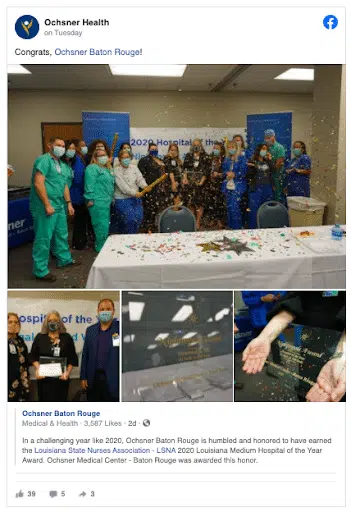 Ochsner Health
on Tuesday
Congrats, Ochsner Baton Rouge!
2020 Hospital of the
Hospital of the
Ochsner Baton Rouge
Medical & Health · 3,587 Likes · 2d ·
In a challenging year like 2020, Ochsner Baton Rouge is humbled and honored to have earned
the Louisiana State Nurses Association - LSNA 2020 Louisiana Medium Hospital of the Year
Award. Ochsner Medical Center - Baton Rouge was awarded this honor.
39 5 3